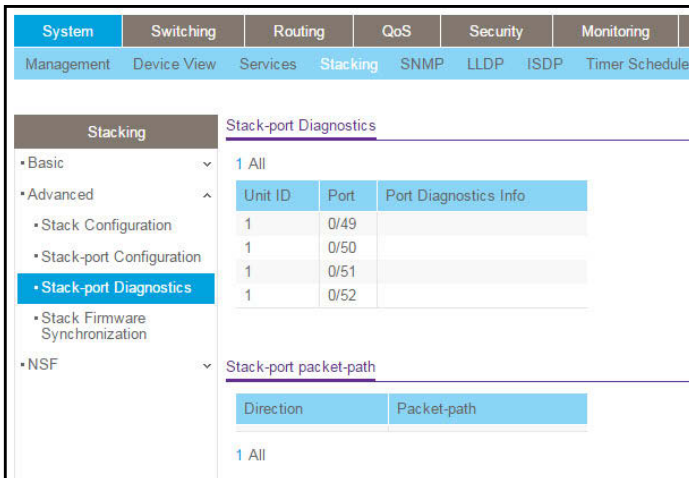 System Switching Routing QoS Security Monitoring
Management Device View Services Stacking SNMP LLDP ISDP Timer Schedule
Stacking
Basic
Advanced
Stack Configuration
Stack-port Configuration
Stack-port Diagnostics
Stack Firmware
Synchronization
NSF
Stack-port Diagnostics
1 All
Unit ID Port Port Diagnostics Info
1 0/49
1 0/50
1 0/51
1 0/52
Stack-port packet-path
Direction Packet-path
1 All